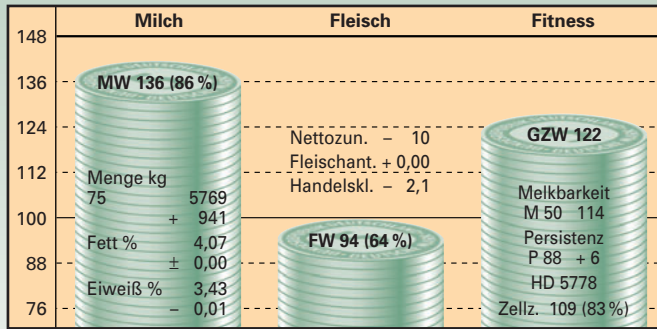 Milch Fleisch Fitness
148
136
124
112
100
88
76
MW 136 (86 %)
Menge kg
75 5769
+ 941
Fett % 4,07
± 0,00
Eiweiß % 3,43
– 0,01
Nettozun. – 10
Fleischant. + 0,00
Handelskl. – 2,1
FW 94 (64 %)
GZW 122
Melkbarkeit
M 50 114
Persistenz
P 88 + 6
HD 5778
Zellz. 109 (83 %)